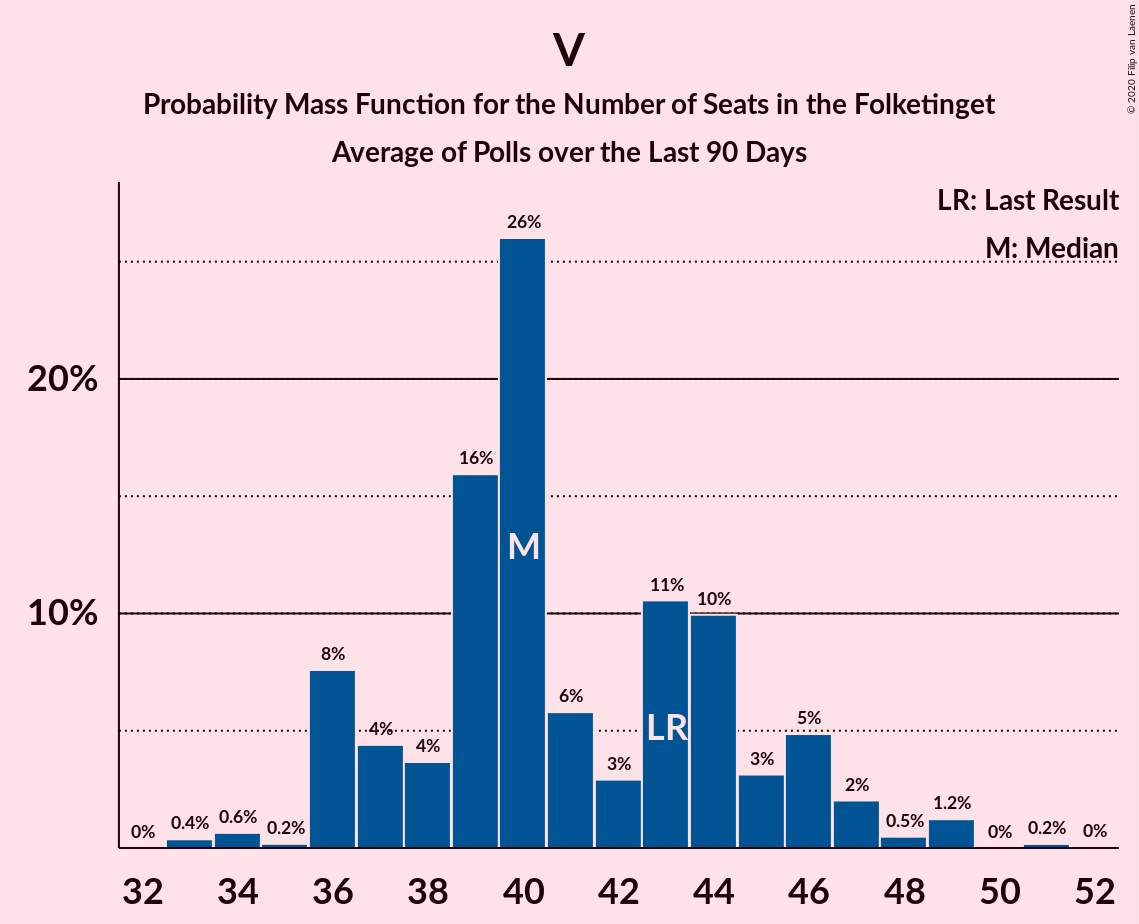 © 2020 Filip van Laenen
V
Probability Mass Function for the Number of Seats in the Folketinget
Average of Polls over the Last 90 Days
LR: Last Result
M: Median
20%
10%
0%
0.4%
0.6%
0.2%
8%
4%
4%
16%
26%
6%
3%
11%
10%
3%
5%
2%
0.5%
1.2%
0%
0.2%
0%
M
LR
32 34 36 38 40 42 44 46 48 50 52